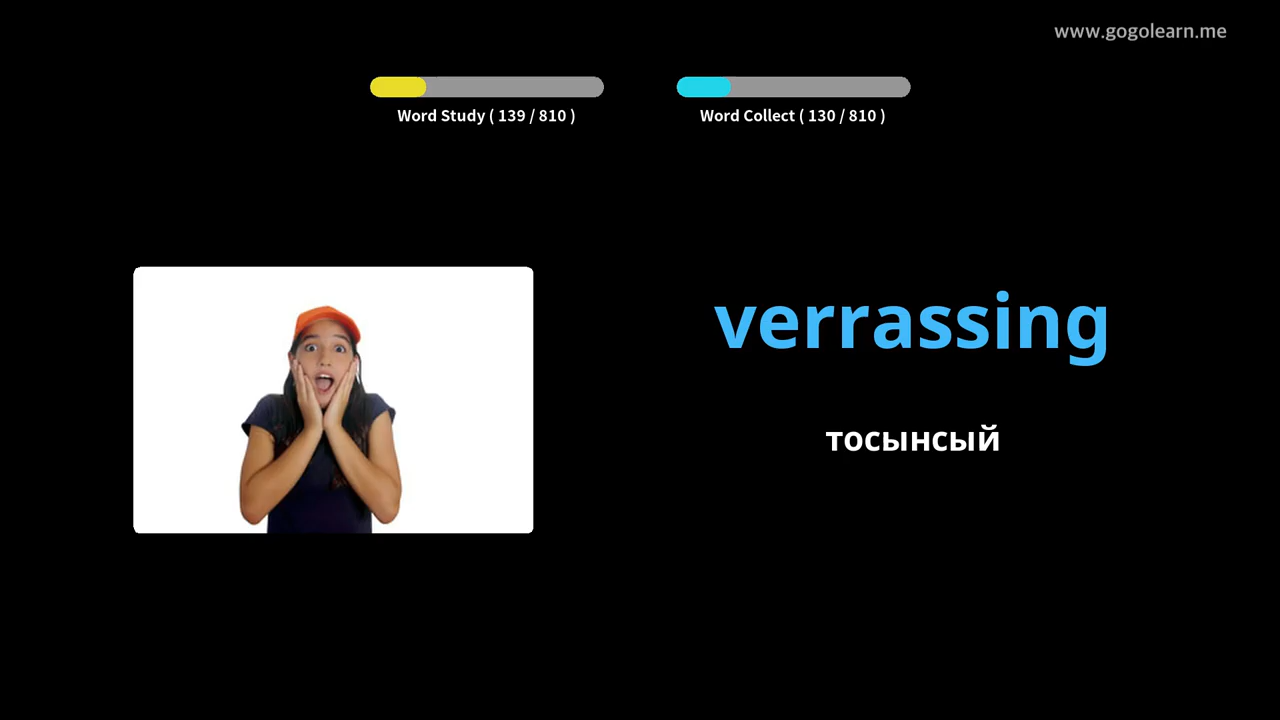 www.gogolearn.me
Word Study ( 139 / 810 )
Word Collect ( 130 / 810 )
verrassing
тосынсый